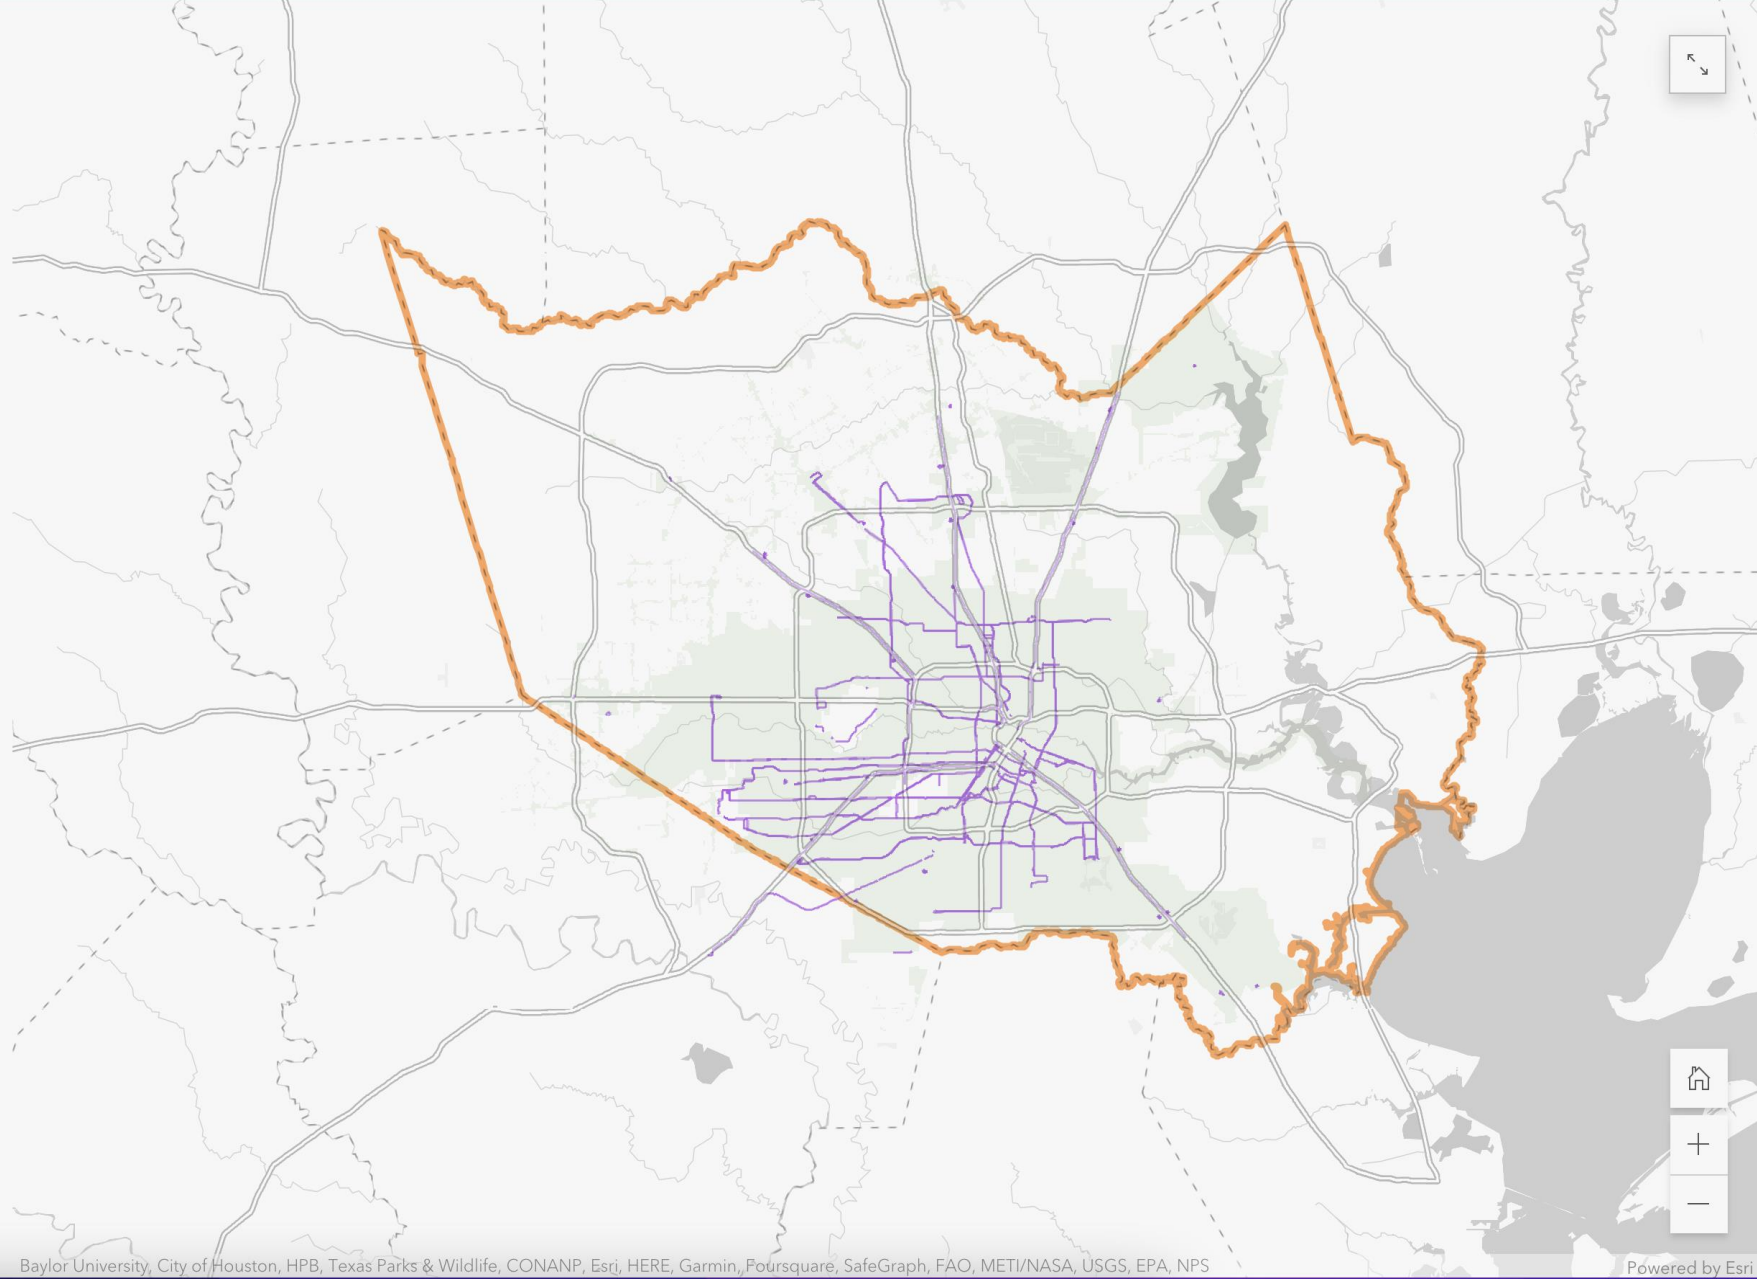 Baylor University, City of Houston, HPB, Texas Parks & Wildlife, CONANP, Esri, HERE, Garmin, Foursquare, SafeGraph, FAO, METI/NASA, USGS, EPA, NPS
Powered by Esri